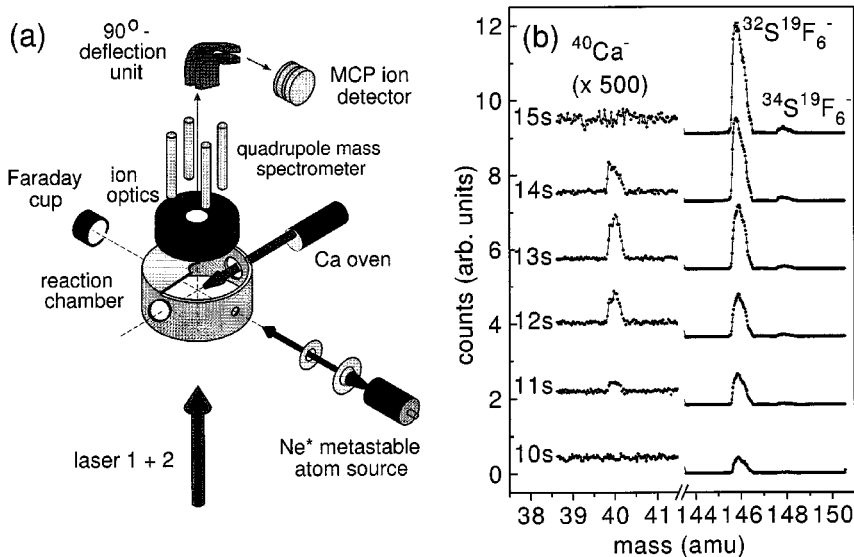 (a)
90°-
deflection
unit
MCP ion
detector
quadrupole mass
spectrometer
ion
optics
Faraday
cup
Ca oven
reaction
chamber
laser 1 + 2
Ne* metastable
atom source
(b)
40Ca-
(x 500)
32S19F6-
34S19F6-
15s
14s
13s
12s
11s
10s
12
10
8
6
4
2
0
counts (arb. units)
38 39 40 41 144 146 148 150
mass (amu)